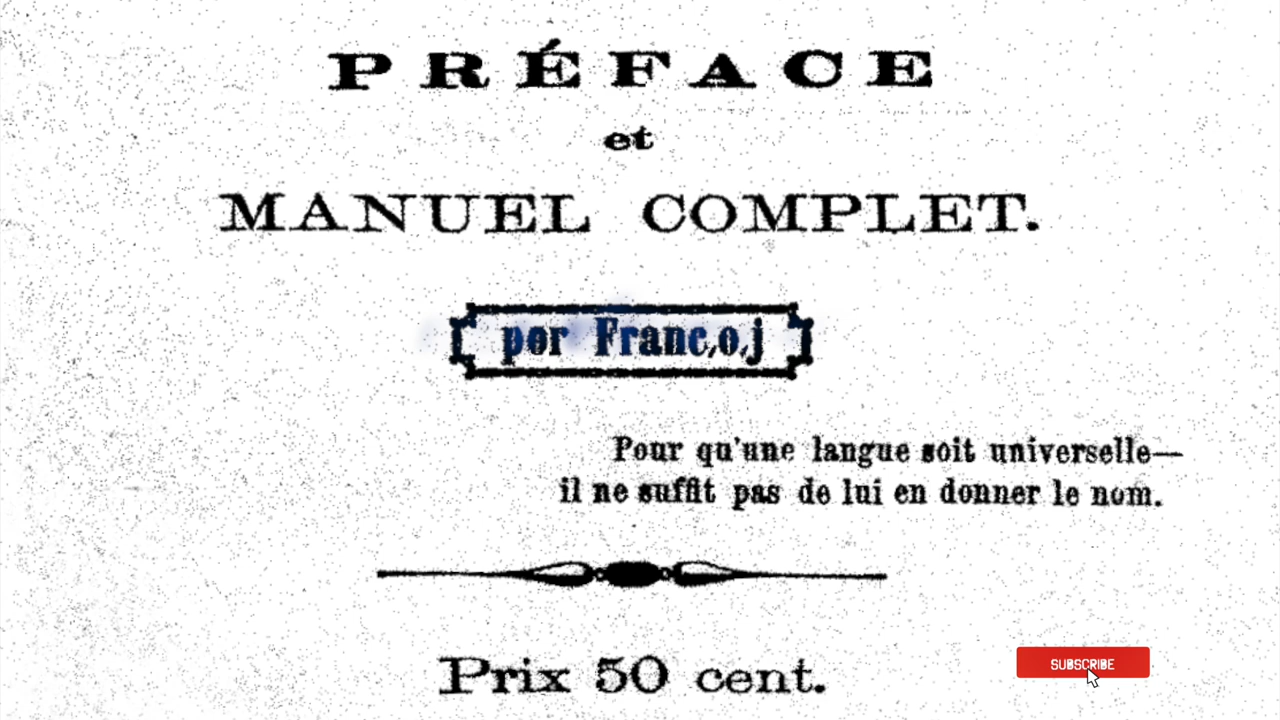 PRÉFACE
et
MANUEL COMPLET.
por Franc,o,j
Pour qu'une langue soit universelle—
il ne suffit pas de lui en donner le nom.
Prix 50 cent.
SUBSCRIBE